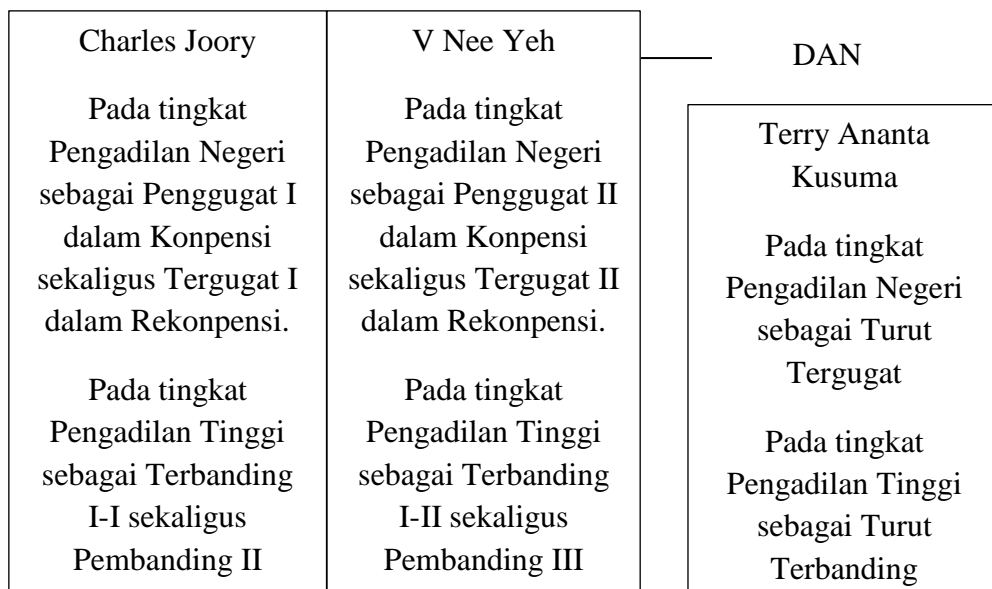 Charles Joory
Pada tingkat
Pengadilan Negeri
sebagai Penggugat I
dalam Konpensi
sekaligus Tergugat I
dalam Rekonpensi.
Pada tingkat
Pengadilan Tinggi
sebagai Terbanding
I-I sekaligus
Pembanding II
V Nee Yeh
Pada tingkat
Pengadilan Negeri
sebagai Penggugat II
dalam Konpensi
sekaligus Tergugat II
dalam Rekonpensi.
Pada tingkat
Pengadilan Tinggi
sebagai Terbanding
I-II sekaligus
Pembanding III
DAN
Terry Ananta
Kusuma
Pada tingkat
Pengadilan Negeri
sebagai Turut
Tergugat
Pada tingkat
Pengadilan Tinggi
sebagai Turut
Terbanding